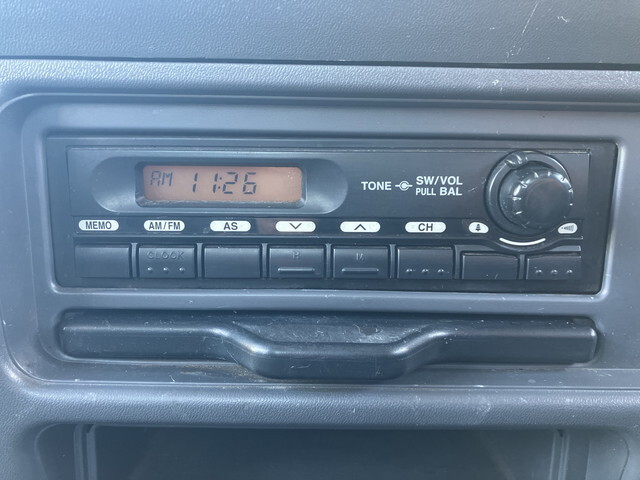 AM 11:26
TONE SW/VOL
PULL BAL
MEMO AM/FM AS CH
CLOCK H M